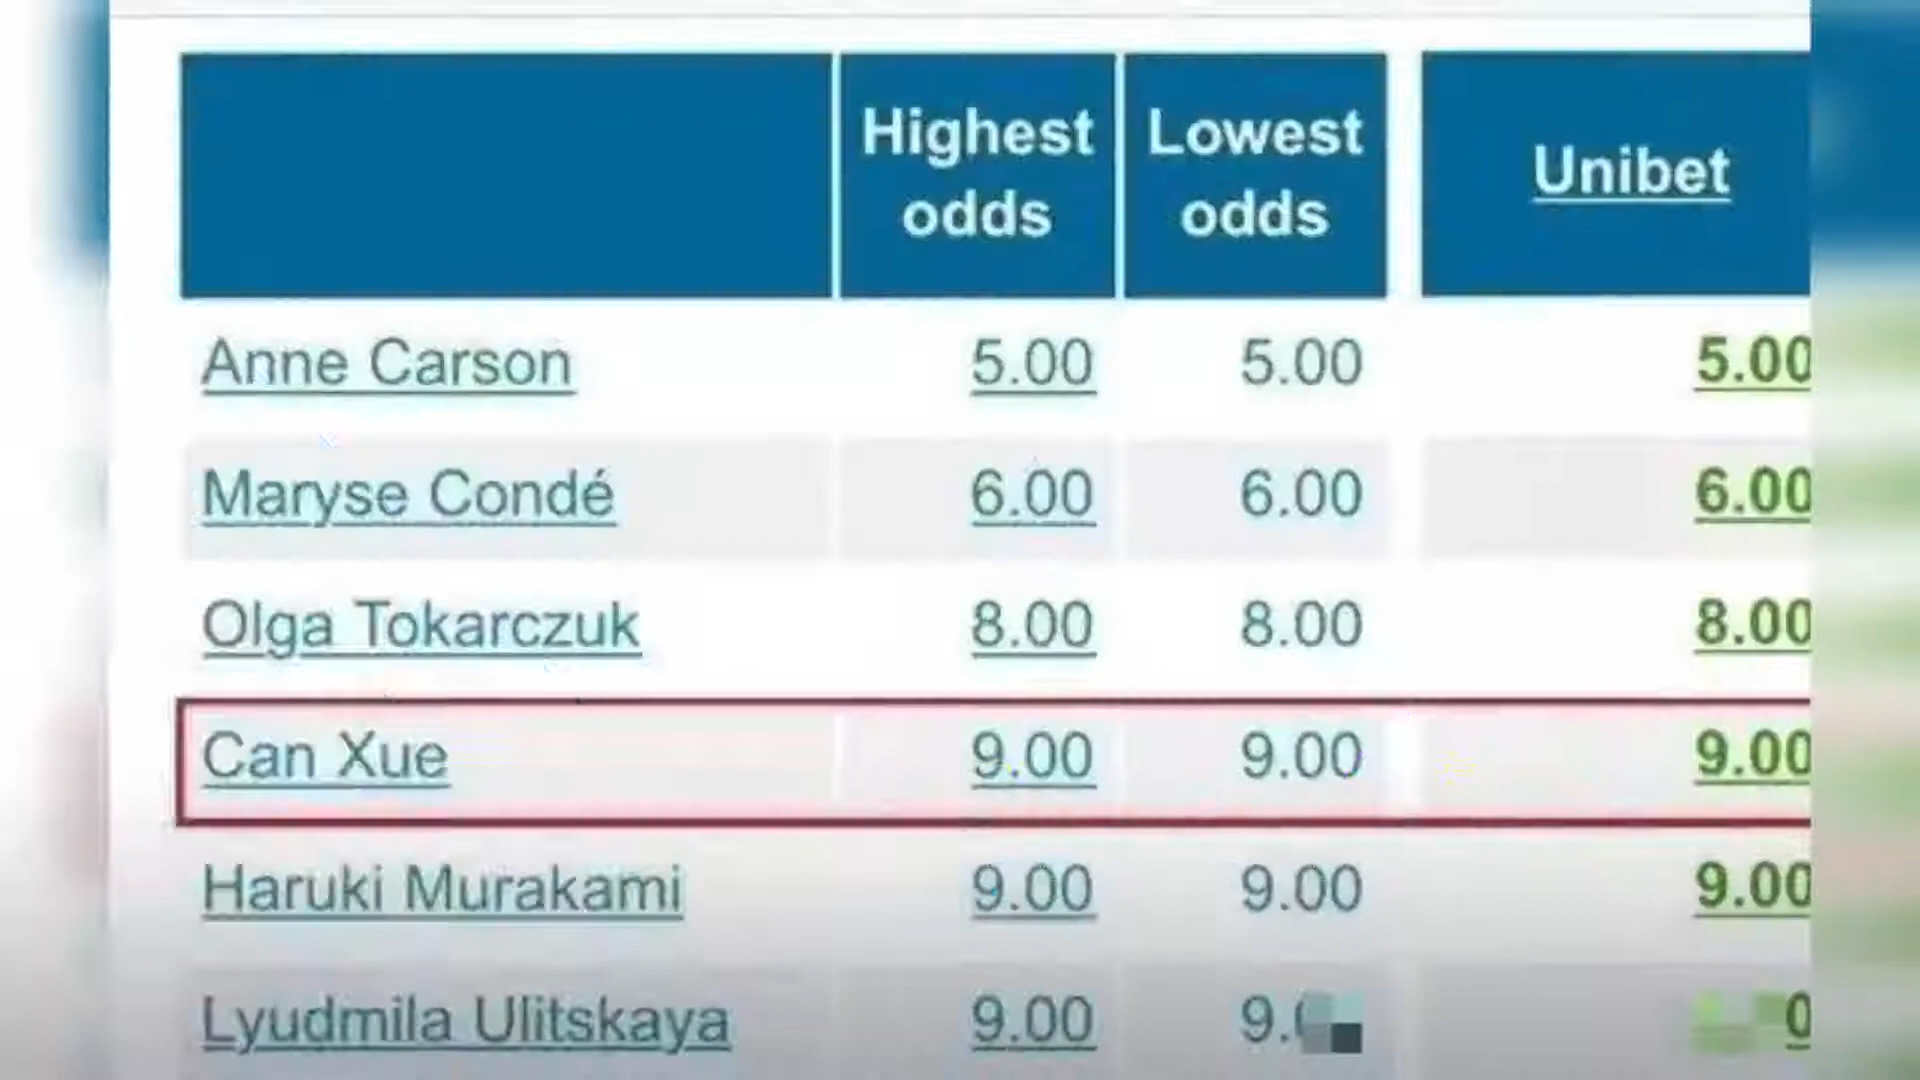 Highest odds Lowest odds Unibet
Anne Carson 5.00 5.00 5.00
Maryse Condé 6.00 6.00 6.00
Olga Tokarczuk 8.00 8.00 8.00
Can Xue 9.00 9.00 9.00
Haruki Murakami 9.00 9.00 9.00
Lyudmila Ulitskaya 9.00